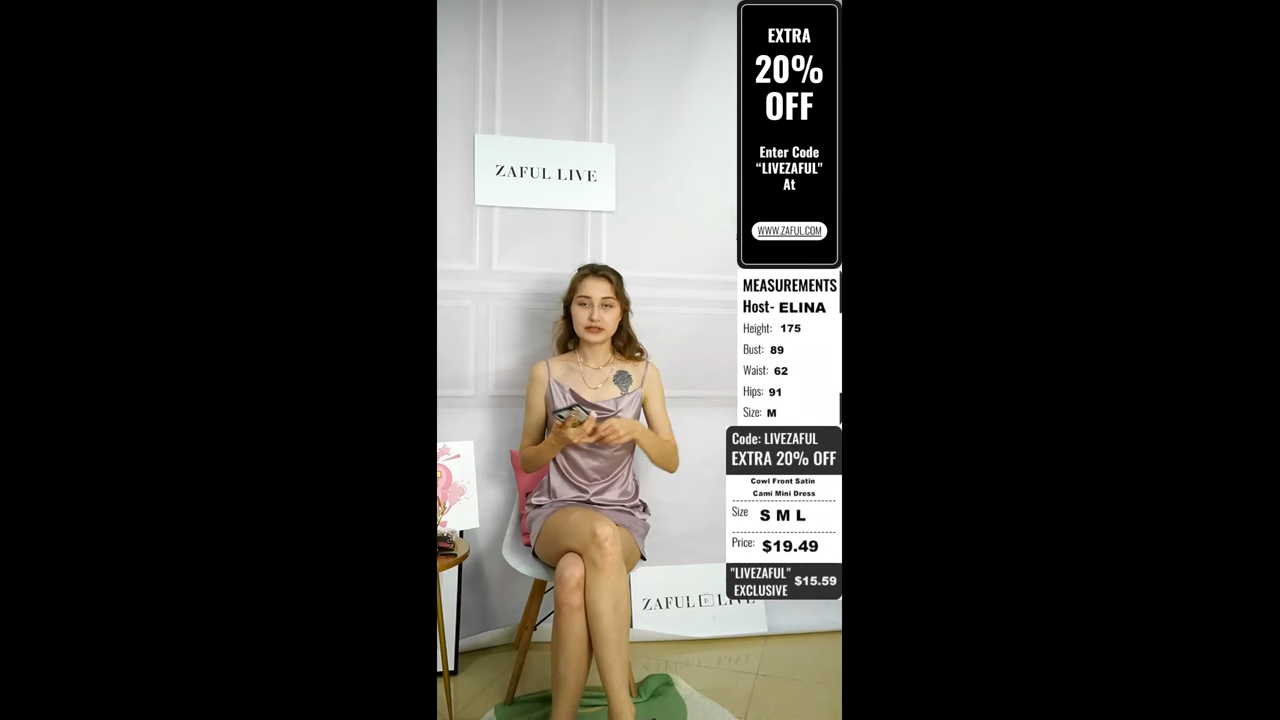 EXTRA
20%
OFF
Enter Code
“LIVEZAFUL”
At
WWW.ZAFUL.COM
ZAFUL LIVE
MEASUREMENTS
Host- ELINA
Height: 175
Bust: 89
Waist: 62
Hips: 91
Size: M
Code: LIVEZAFUL
EXTRA 20% OFF
Cowl Front Satin
Cami Mini Dress
Size S M L
Price: $19.49
"LIVEZAFUL"
EXCLUSIVE $15.59
ZAFUL LIVE